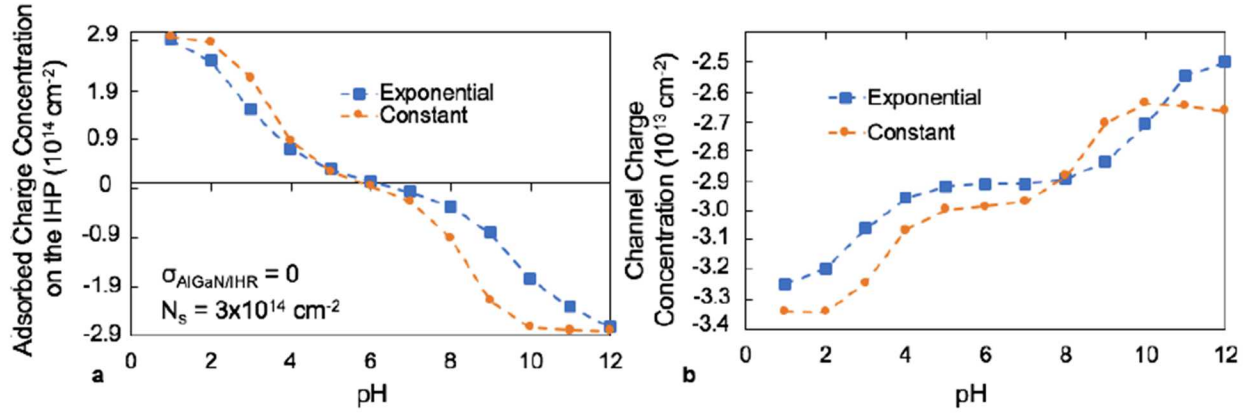 Adsorbed Charge Concentration
on the IHP (10¹⁴ cm⁻²)
2.9
1.9
0.9
0
-0.9
-1.9
-2.9
Exponential
Constant
σAlGaN/IHR = 0
NS = 3x10¹⁴ cm⁻²
0 2 4 6 8 10 12
a
pH
Channel Charge
Concentration (10¹³ cm⁻²)
-2.5
-2.6
-2.7
-2.8
-2.9
-3.0
-3.1
-3.2
-3.3
-3.4
Exponential
Constant
0 2 4 6 8 10 12
b
pH